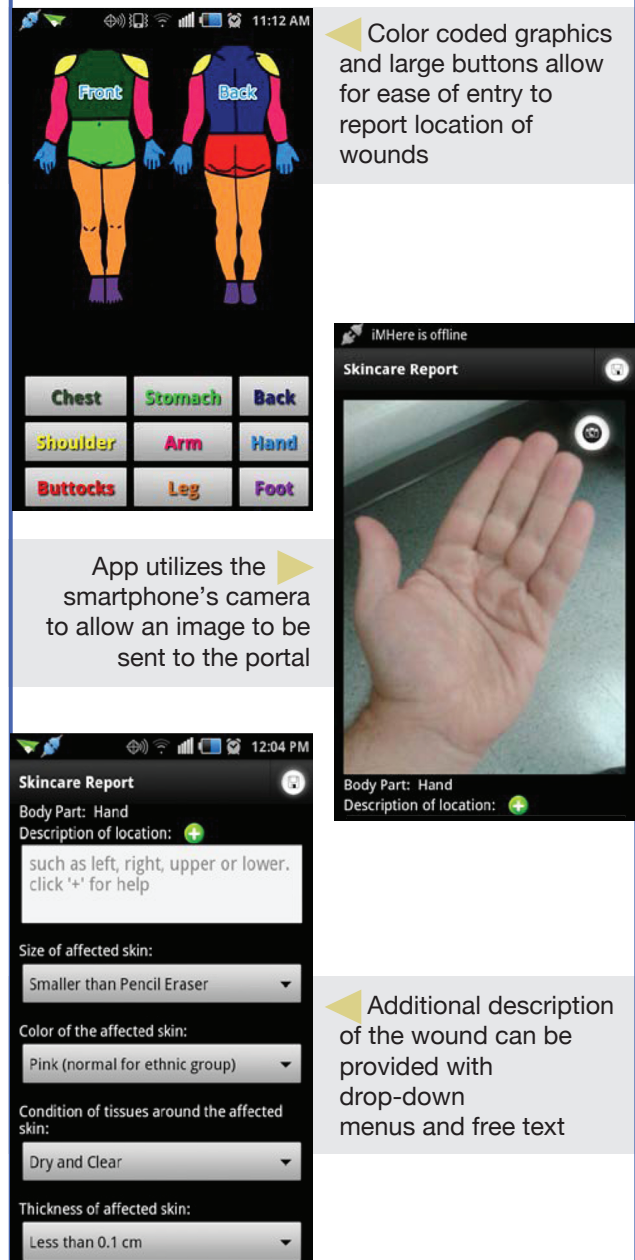 11:12 AM
Front
Back
Chest
Stomach
Back
Shoulder
Arm
Hand
Buttocks
Leg
Foot
Color coded graphics
and large buttons allow
for ease of entry to
report location of
wounds
iMHere is offline
Skincare Report
Body Part: Hand
Description of location:
App utilizes the
smartphone's camera
to allow an image to be
sent to the portal
12:04 PM
Skincare Report
Body Part: Hand
Description of location:
such as left, right, upper or lower.
click '+' for help
Size of affected skin:
Smaller than Pencil Eraser
Color of the affected skin:
Pink (normal for ethnic group)
Condition of tissues around the affected
skin:
Dry and Clear
Thickness of affected skin:
Less than 0.1 cm
Additional description
of the wound can be
provided with
drop-down
menus and free text